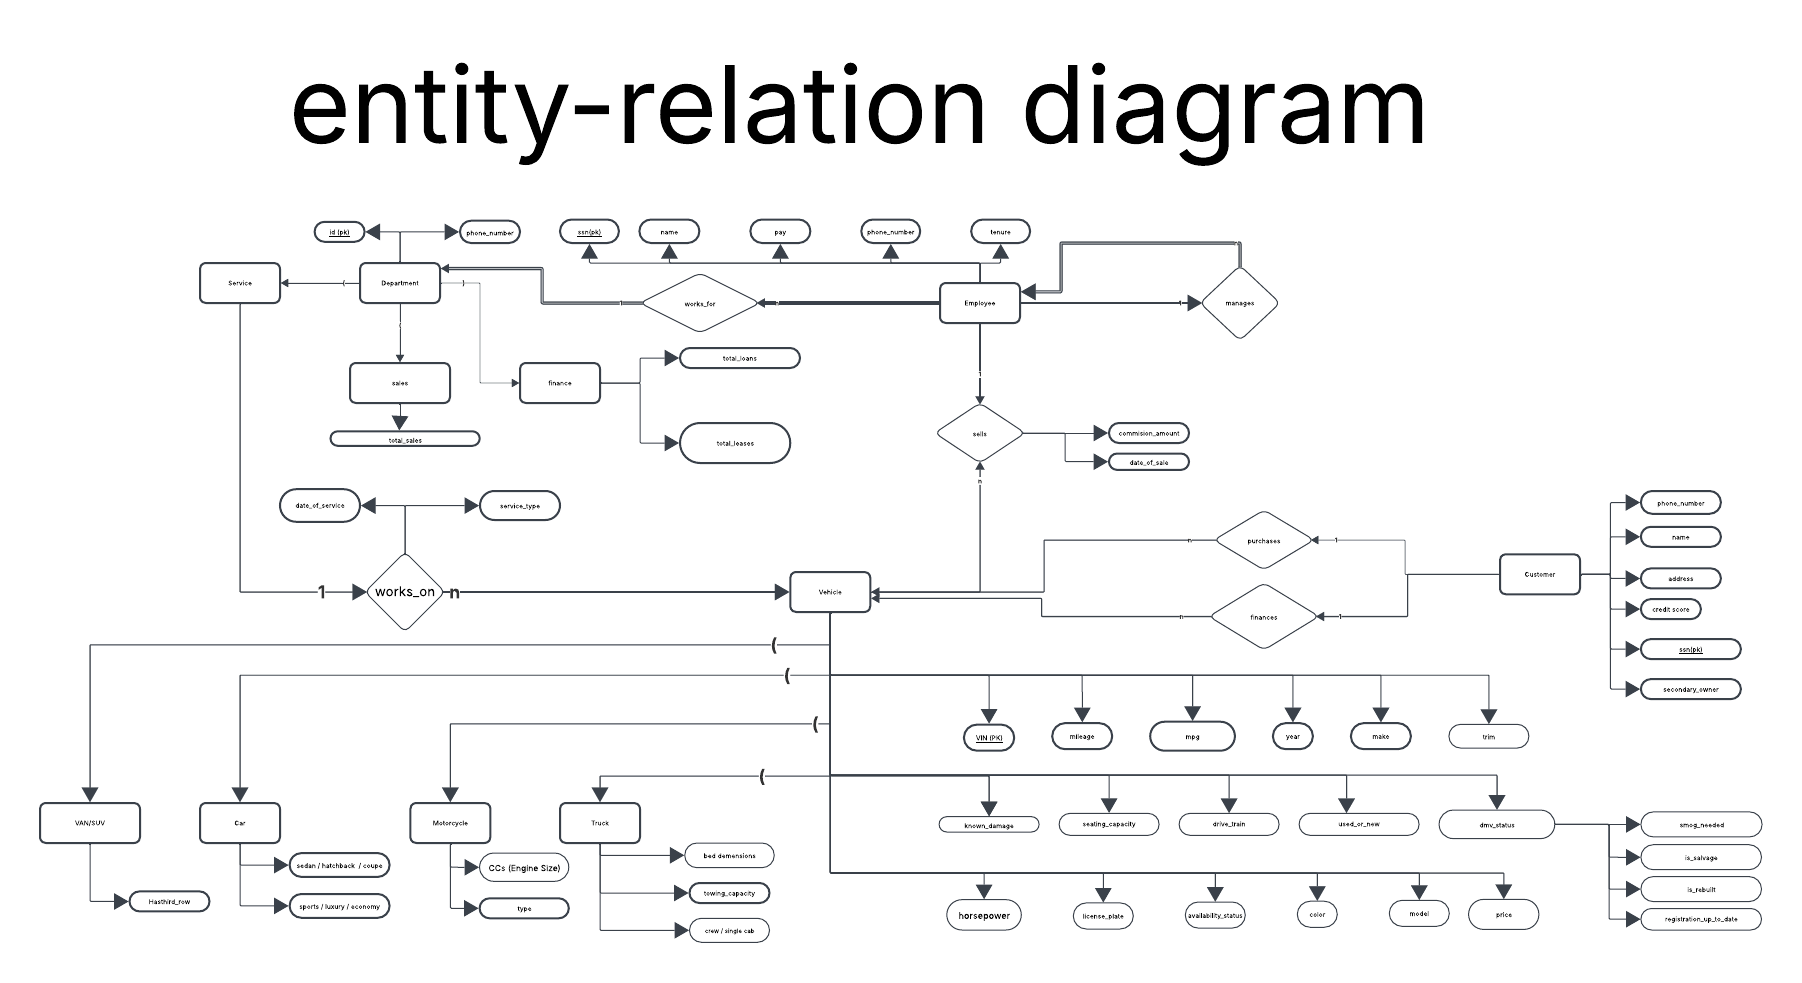 entity-relation diagram
id (pk)
phone_number
ssn(pk)
name
pay
phone_number
tenure
Service
Department
works_for
Employee
manages
sales
finance
total_loans
total_sales
total_leases
1
sells
commision_amount
date_of_sale
n
date_of_service
service_type
phone_number
name
purchases
n
1
Customer
address
1
works_on
n
Vehicle
finances
n
1
credit score
ssn(pk)
secondary_owner
(
(
(
(
VIN (PK)
mileage
mpg
year
make
trim
VAN/SUV
Car
Motorcycle
Truck
known_damage
seating_capacity
drive_train
used_or_new
dmv_status
smog_needed
is_salvage
is_rebuilt
registration_up_to_date
sedan / hatchback / coupe
CCs (Engine Size)
bed demensions
Hasthird_row
sports / luxury / economy
type
towing_capacity
crew / single cab
horsepower
license_plate
availability_status
color
model
price